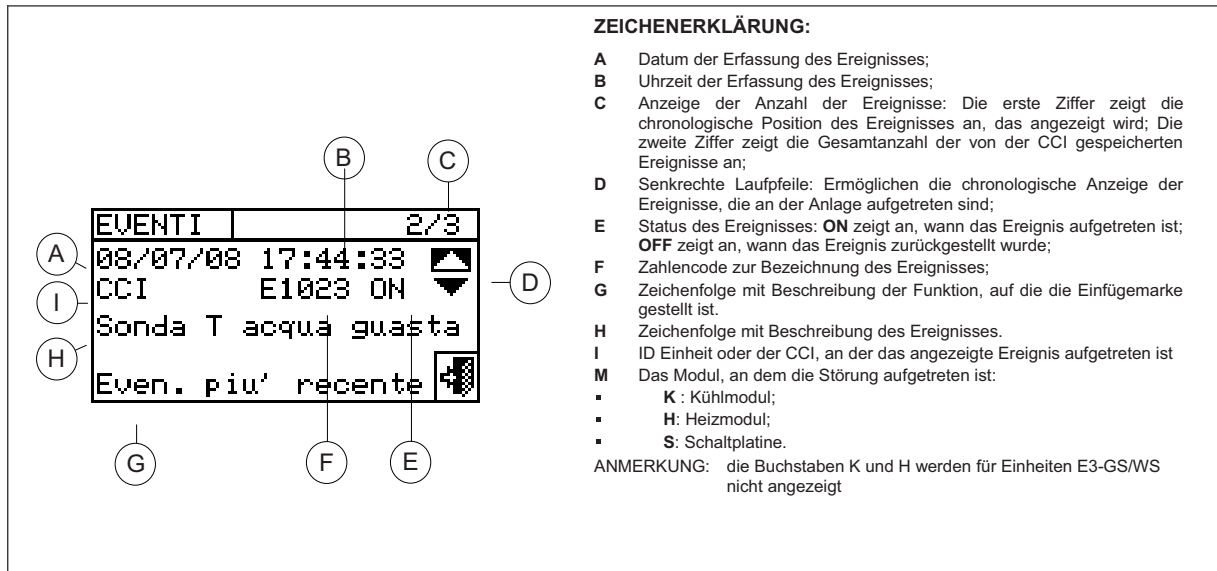 B
C
A
I
H
D
G
F
E
EVENTI 2/3
08/07/08 17:44:33
CCI E1023 ON
Sonda T acqua guasta
Even. piu' recente
ZEICHENERKLÄRUNG:
A Datum der Erfassung des Ereignisses;
B Uhrzeit der Erfassung des Ereignisses;
C Anzeige der Anzahl der Ereignisse: Die erste Ziffer zeigt die
chronologische Position des Ereignisses an, das angezeigt wird; Die
zweite Ziffer zeigt die Gesamtanzahl der von der CCI gespeicherten
Ereignisse an;
D Senkrechte Laufpfeile: Ermöglichen die chronologische Anzeige der
Ereignisse, die an der Anlage aufgetreten sind;
E Status des Ereignisses: ON zeigt an, wann das Ereignis aufgetreten ist;
OFF zeigt an, wann das Ereignis zurückgestellt wurde;
F Zahlencode zur Bezeichnung des Ereignisses;
G Zeichenfolge mit Beschreibung der Funktion, auf die die Einfügemarke
gestellt ist.
H Zeichenfolge mit Beschreibung des Ereignisses.
I ID Einheit oder der CCI, an der das angezeigte Ereignis aufgetreten ist
M Das Modul, an dem die Störung aufgetreten ist:
▪ K : Kühlmodul;
▪ H: Heizmodul;
▪ S: Schaltplatine.
ANMERKUNG: die Buchstaben K und H werden für Einheiten E3-GS/WS
nicht angezeigt